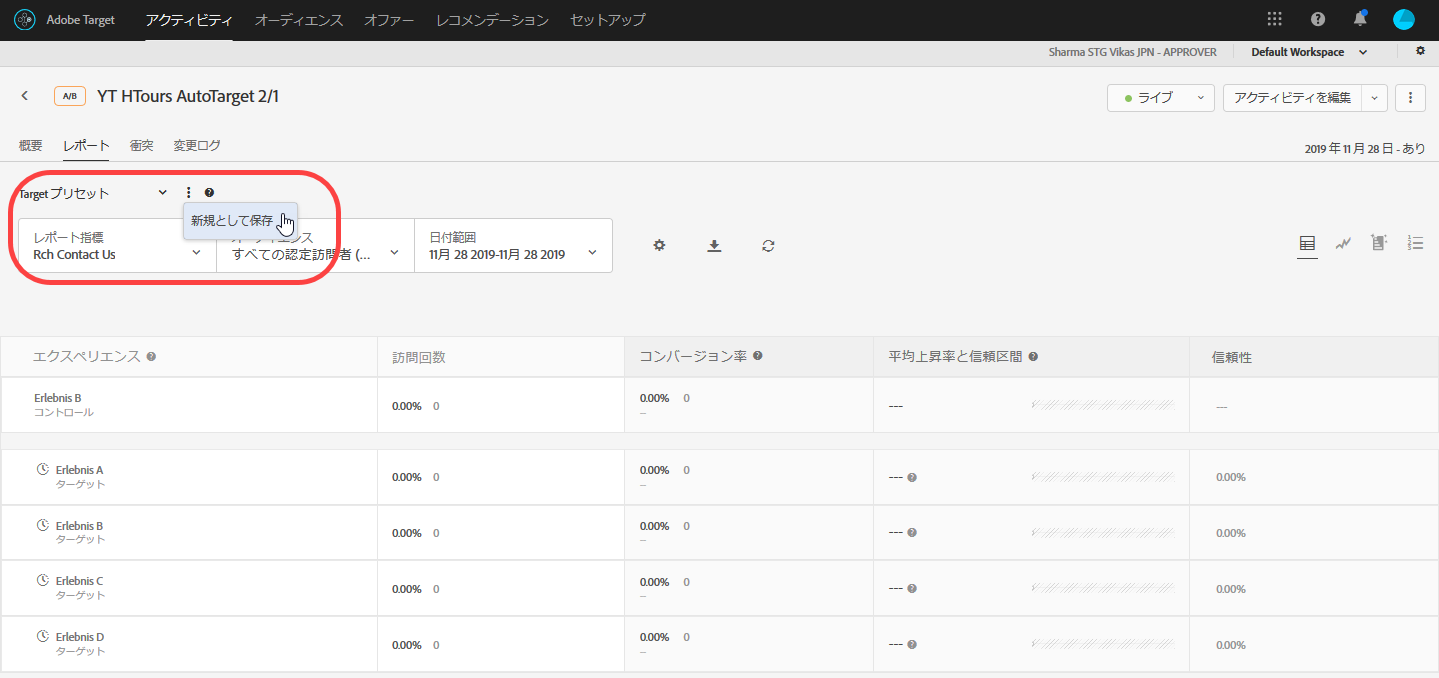 Adobe Target アクティビティ オーディエンス オファー レコメンデーション セットアップ
Sharma STG Vikas JPN - APPROVER Default Workspace
A/B YT HTours AutoTarget 2/1 ライブ アクティビティを編集
概要 レポート 衝突 変更ログ
2019 年 11 月 28 日 - あり
Target プリセット
新規として保存
レポート指標 オーディエンス 日付範囲
Rch Contact Us すべての認定訪問者 (... 11月 28 2019-11月 28 2019
エクスペリエンス 訪問回数 コンバージョン率 平均上昇率と信頼区間 信頼性
Erlebnis B
コントロール
0.00% 0 0.00% 0
--
--- ---
Erlebnis A
ターゲット
0.00% 0 0.00% 0
--
--- 0.00%
Erlebnis B
ターゲット
0.00% 0 0.00% 0
--
--- 0.00%
Erlebnis C
ターゲット
0.00% 0 0.00% 0
--
--- 0.00%
Erlebnis D
ターゲット
0.00% 0 0.00% 0
--
--- 0.00%